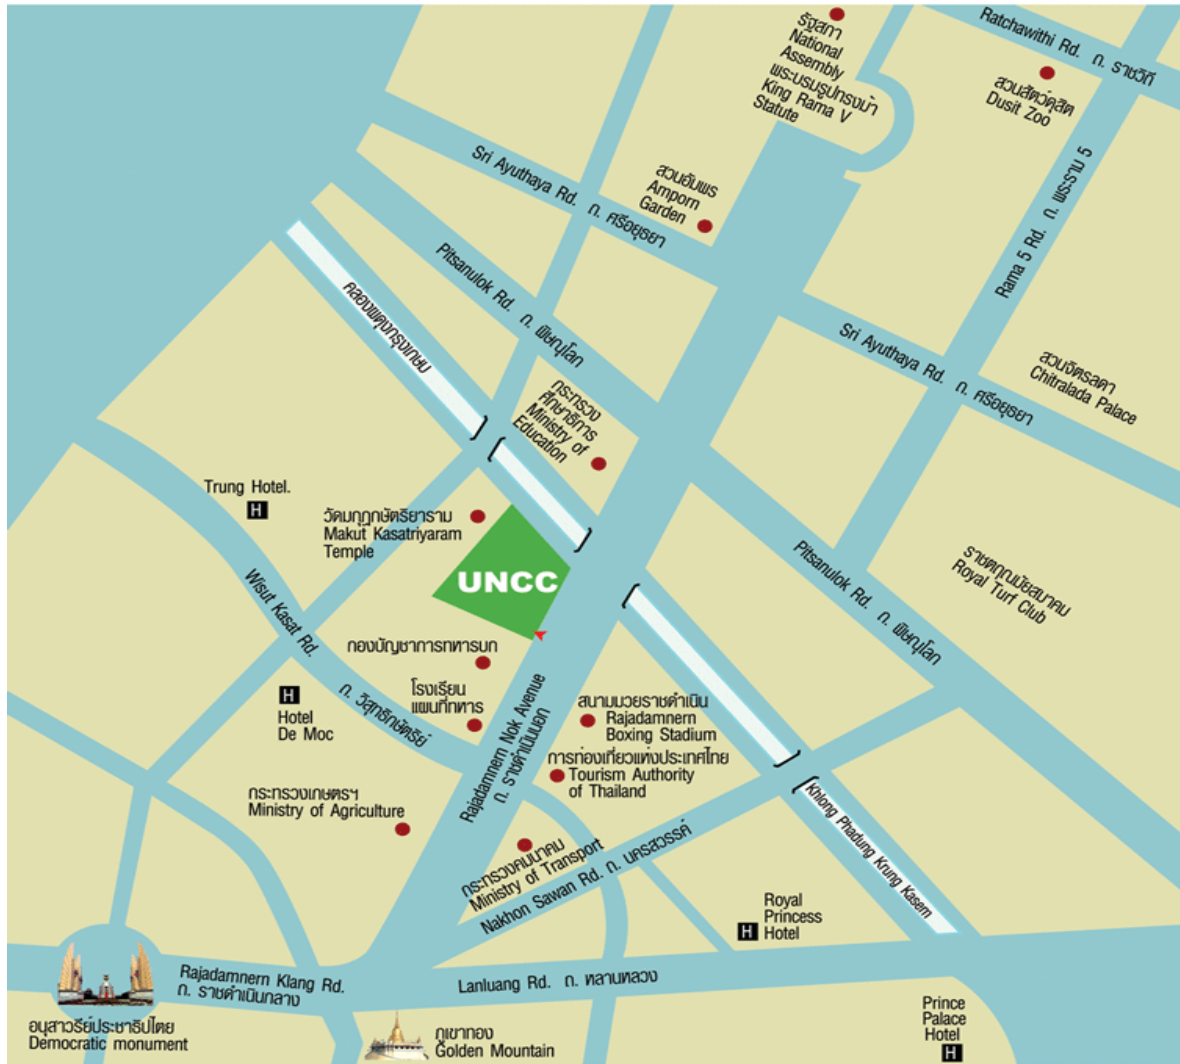 รัฐสภา
National
Assembly
พระบรมรูปทรงม้า
King Rama V
Statute
Ratchawithi Rd. ถ. ราชวิถี
สวนสัตว์ดุสิต
Dusit Zoo
Rama 5 Rd. ถ. พระราม 5
Sri Ayuthaya Rd. ถ. ศรีอยุธยา
สวนอัมพร
Amporn
Garden
Pitsanulok Rd. ถ. พิษณุโลก
คลองผดุงกรุงเกษม
Sri Ayuthaya Rd. ถ. ศรีอยุธยา
สวนจิตรลดา
Chitralada Palace
กระทรวง
ศึกษาธิการ
Ministry of
Education
Trung Hotel.
H
วัดมกุฎกษัตริยาราม
Makut Kasatriyaram
Temple
UNCC
Pitsanulok Rd. ถ. พิษณุโลก
ราชตฤณมัยสมาคม
Royal Turf Club
Wisut Kasat Rd. ถ. วิสุทธิกษัตริย์
กองบัญชาการทหารบก
โรงเรียน
แผนที่ทหาร
H
Hotel
De Moc
Rajadamnern Nok Avenue
ถ. ราชดำเนินนอก
สนามมวยราชดำเนิน
Rajadamnern
Boxing Stadium
การท่องเที่ยวแห่งประเทศไทย
Tourism Authority
of Thailand
กระทรวงเกษตรฯ
Ministry of Agriculture
กระทรวงคมนาคม
Ministry of Transport
Nakhon Sawan Rd. ถ. นครสวรรค์
Khlong Phadung Krung Kasem
Royal
Princess
Hotel
H
Rajadamnern Klang Rd.
ถ. ราชดำเนินกลาง
Lanluang Rd. ถ. หลานหลวง
อนุสาวรีย์ประชาธิปไตย
Democratic monument
ภูเขาทอง
Golden Mountain
Prince
Palace
Hotel
H